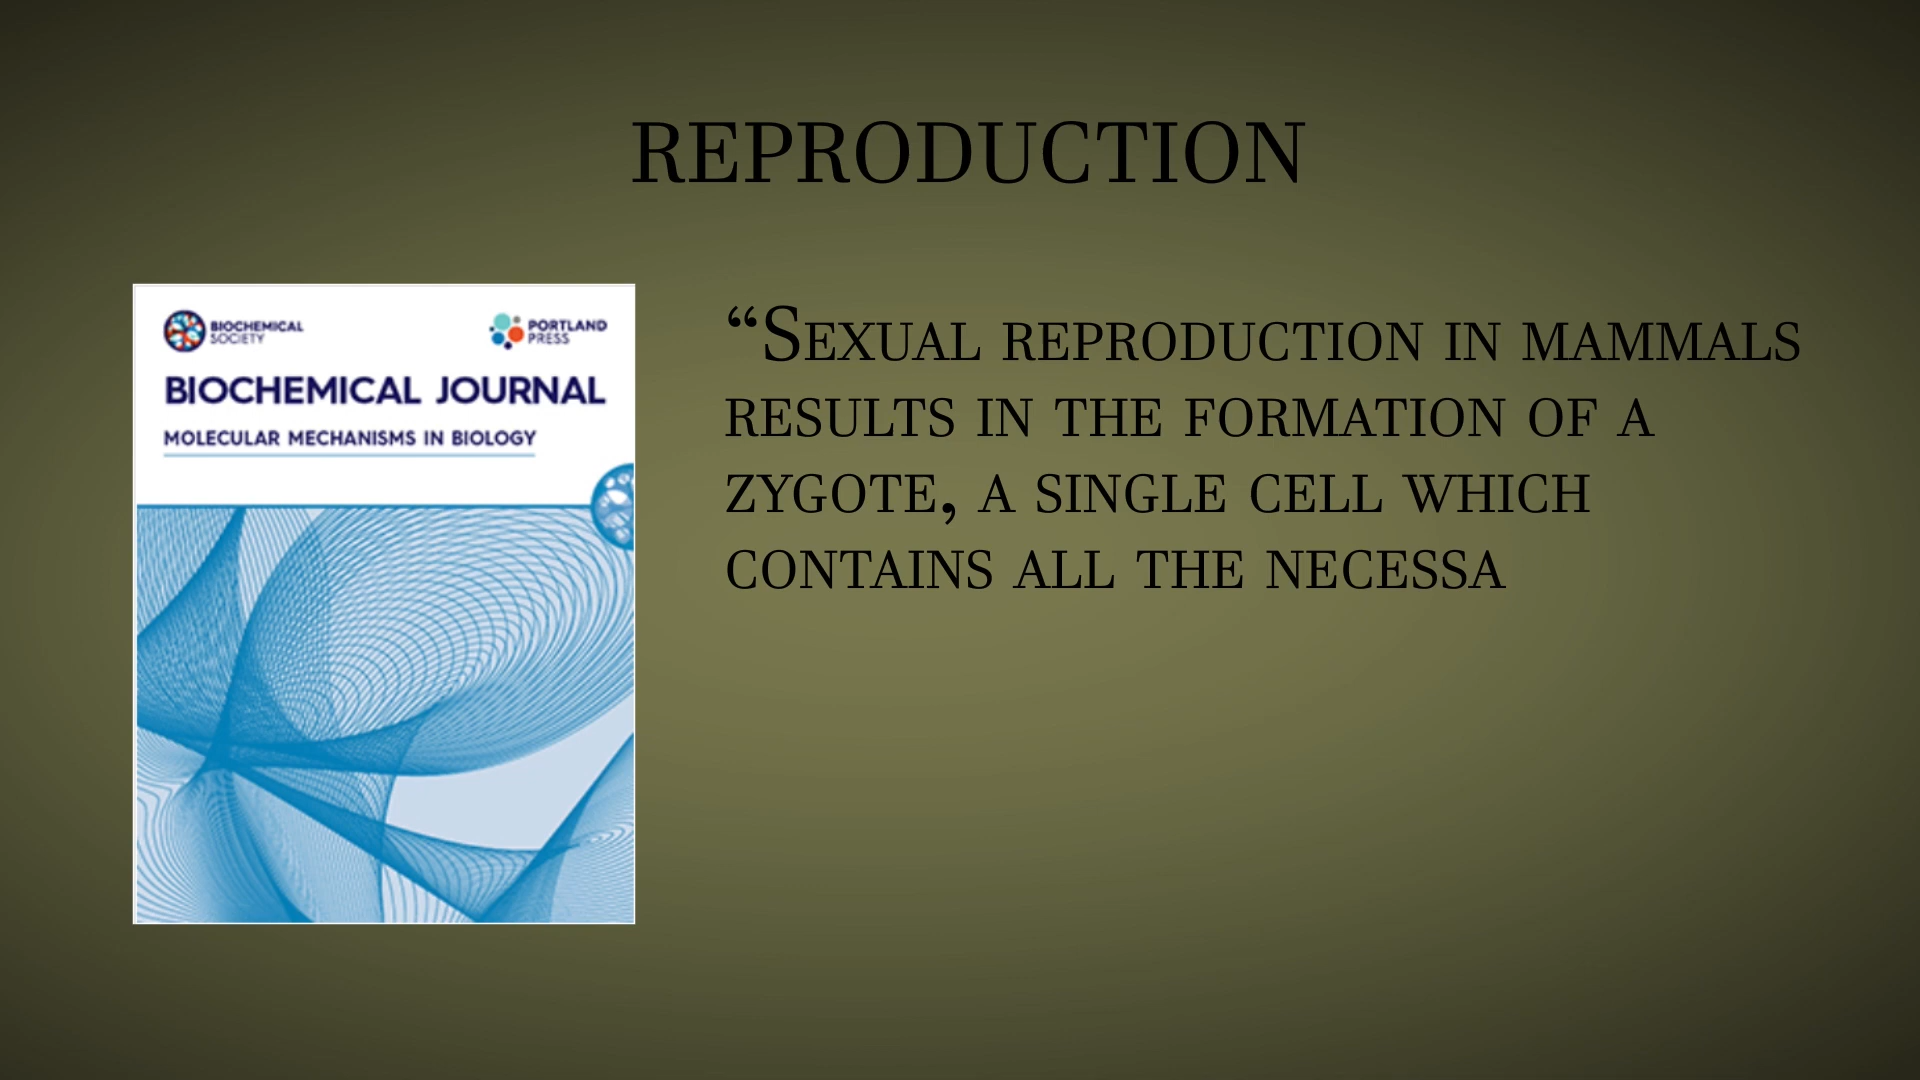 REPRODUCTION
BIOCHEMICAL
SOCIETY
PORTLAND
PRESS
BIOCHEMICAL JOURNAL
MOLECULAR MECHANISMS IN BIOLOGY
“Sexual reproduction in mammals
results in the formation of a
zygote, a single cell which
contains all the necessa